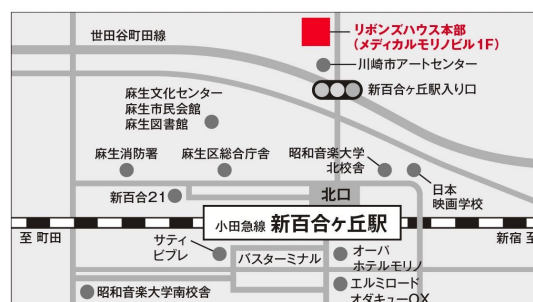 世田谷町田線
リボンズハウス本部
(メディカルモリノビル1F)
川崎市アートセンター
新百合ヶ丘駅入り口
麻生文化センター
麻生市民会館
麻生図書館
麻生消防署
麻生区総合庁舎
昭和音楽大学
北校舎
日本
映画学校
新百合21
北口
小田急線 新百合ヶ丘駅
至 町田
至 新宿
サティ
ビブレ
バスターミナル
オーパ
ホテルモリノ
昭和音楽大学南校舎
エルミロード
オダキューOX